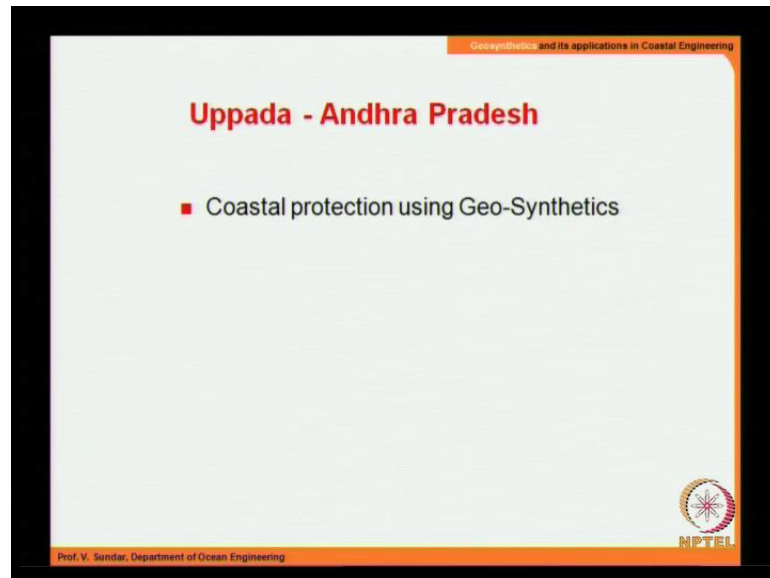 Geosynthetics and its applications in Coastal Engineering
Uppada - Andhra Pradesh
Coastal protection using Geo-Synthetics
NPTEL
Prof. V. Sundar, Department of Ocean Engineering